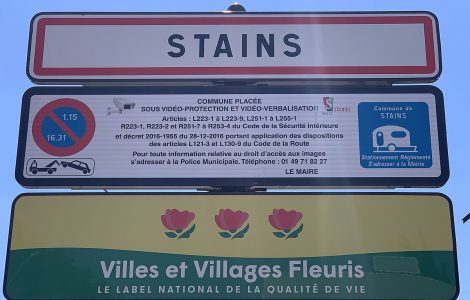 STAINS
1.15
16.31
COMMUNE PLACÉE
SOUS VIDÉO-PROTECTION ET VIDÉO-VERBALISATION
Articles : L223-1 à L223-9, L251-1 à L255-1
R223-1, R223-2 et R251-7 à R253-4 du Code de la Sécurité Intérieure
et décret 2016-1955 du 28-12-2016 portant application des dispositions
des articles L121-3 et L130-9 du Code de la Route
Pour toute information relative au droit d'accès aux images
s'adresser à la Police Municipale. Téléphone : 01 49 71 82 27
LE MAIRE
STAINS
Commune de
STAINS
Stationnement Réglementé
S'adresser à la Mairie
Villes et Villages Fleuris
LE LABEL NATIONAL DE LA QUALITÉ DE VIE